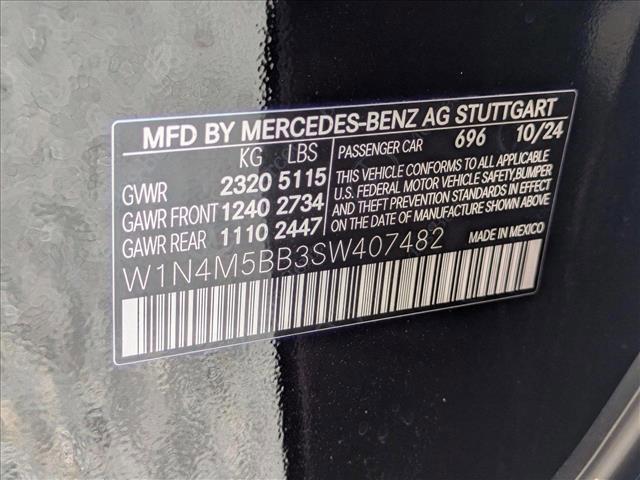 MFD BY MERCEDES-BENZ AG STUTTGART
KG LBS
PASSENGER CAR 696 10/24
GVWR 2320 5115
GAWR FRONT 1240 2734
GAWR REAR 1110 2447
THIS VEHICLE CONFORMS TO ALL APPLICABLE
U.S. FEDERAL MOTOR VEHICLE SAFETY,BUMPER
AND THEFT PREVENTION STANDARDS IN EFFECT
ON THE DATE OF MANUFACTURE SHOWN ABOVE
W1N4M5BB3SW407482
MADE IN MEXICO